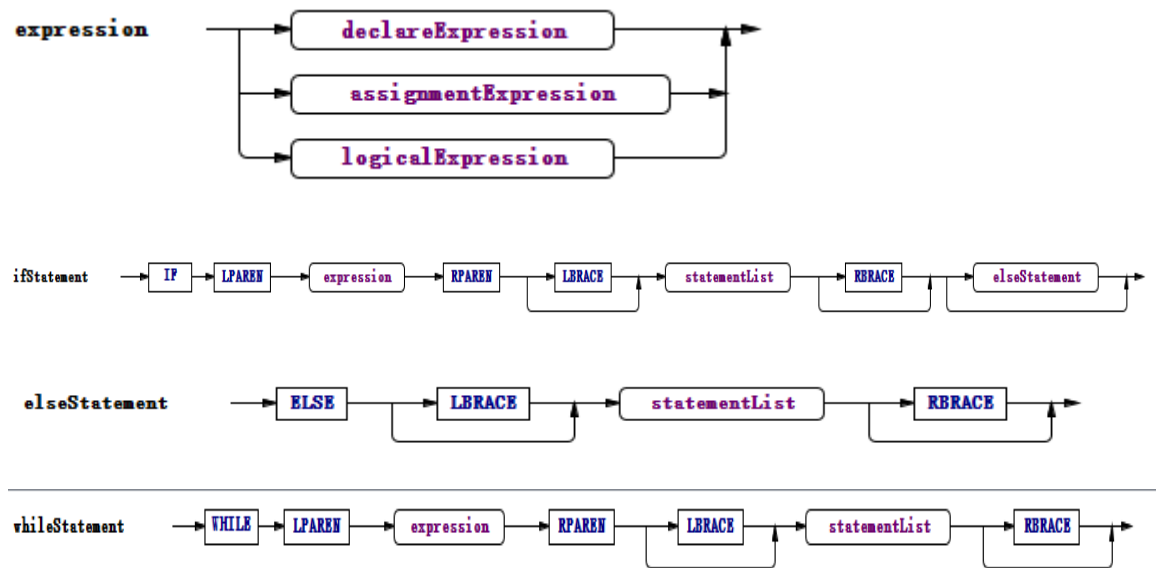 expression declareExpression
assignmentExpression
logicalExpression
ifStatement IF LPAREN expression RPAREN LBRACE statementList RBRACE elseStatement
elseStatement ELSE LBRACE statementList RBRACE
whileStatement WHILE LPAREN expression RPAREN LBRACE statementList RBRACE